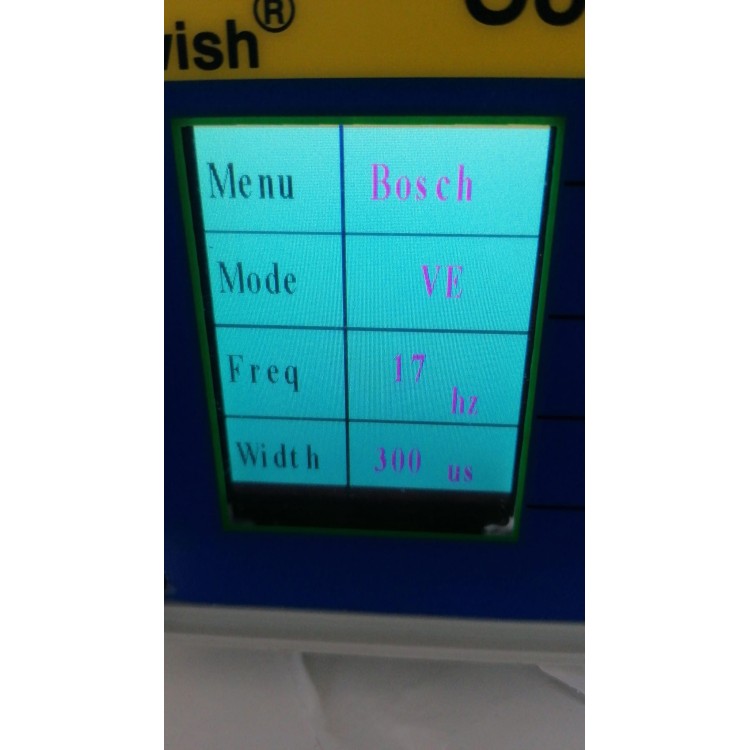 wish®
Menu Bosch
Mode VE
Freq 17 hz
Width 300 us